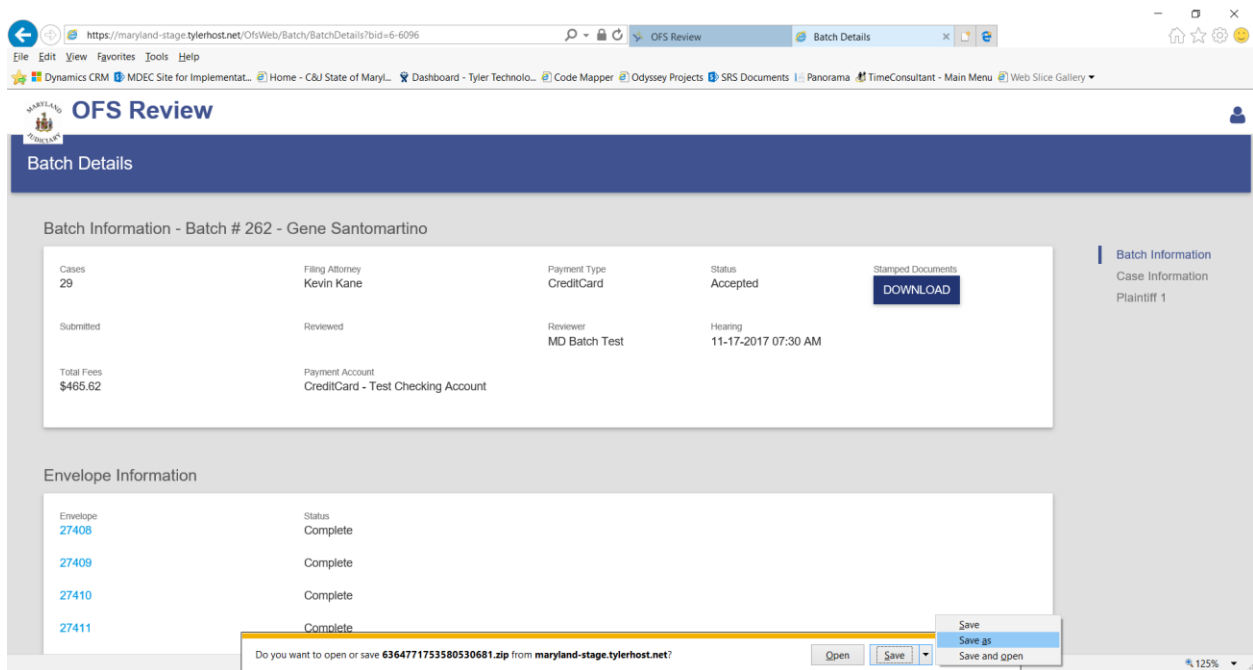 https://maryland-stage.tylerhost.net/OfsWeb/Batch/BatchDetails?bid=6-6096
OFS Review
Batch Details
File Edit View Favorites Tools Help
Dynamics CRM MDEC Site for Implementat... Home - C&J State of Maryl... Dashboard - Tyler Technolo... Code Mapper Odyssey Projects SRS Documents Panorama TimeConsultant - Main Menu Web Slice Gallery
MARYLAND
JUDICIARY
OFS Review
Batch Details
Batch Information - Batch # 262 - Gene Santomartino
Cases Filing Attorney Payment Type Status Stamped Documents
29 Kevin Kane CreditCard Accepted DOWNLOAD
Submitted Reviewed Reviewer Hearing
MD Batch Test 11-17-2017 07:30 AM
Total Fees Payment Account
$465.62 CreditCard - Test Checking Account
Batch Information
Case Information
Plaintiff 1
Envelope Information
Envelope Status
27408 Complete
27409 Complete
27410 Complete
27411 Complete
Do you want to open or save 6364771753580530681.zip from maryland-stage.tylerhost.net?
Open
Save
Save
Save as
Save and open
125%